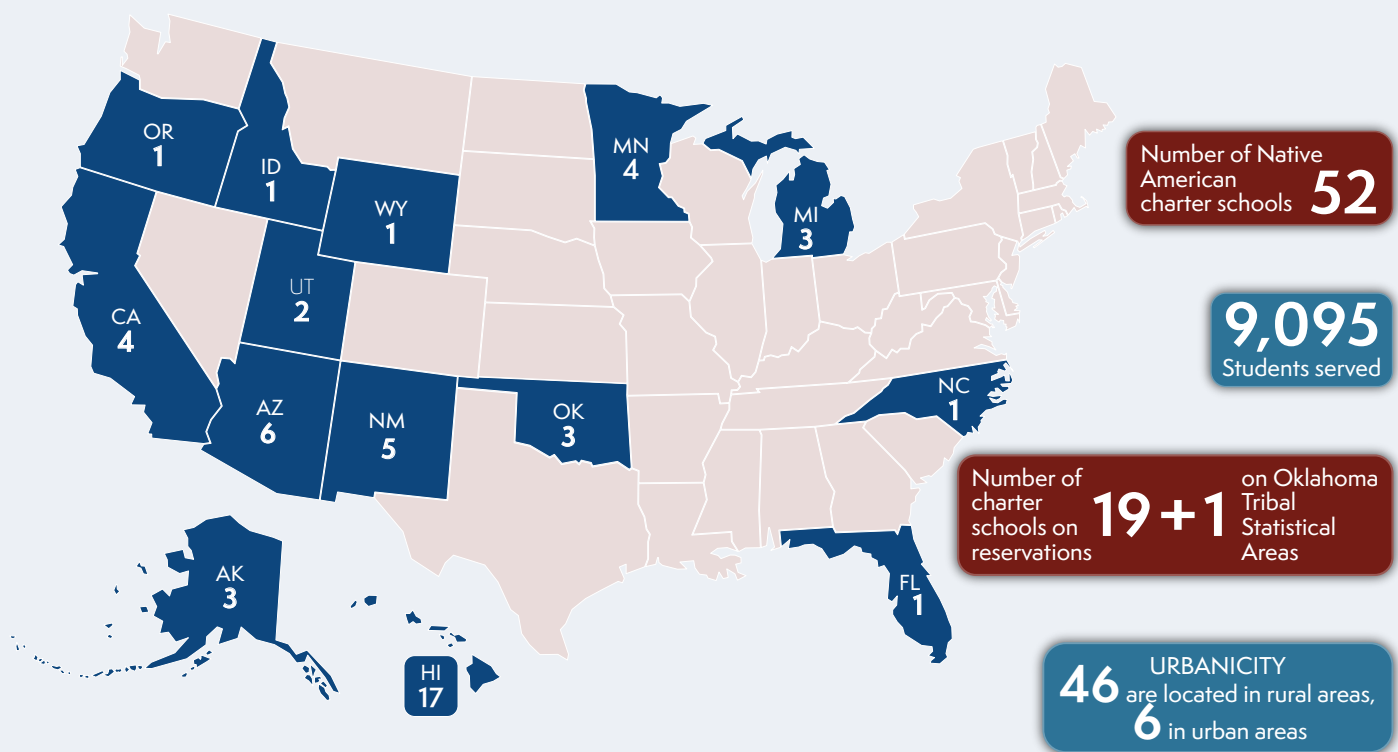 OR
1
ID
1
WY
1
MN
4
MI
3
UT
2
CA
4
AZ
6
NM
5
OK
3
NC
1
FL
1
AK
3
HI
17
Number of Native
American
charter schools 52
9,095
Students served
Number of
charter
schools on
reservations
19+1
on Oklahoma
Tribal
Statistical
Areas
URBANICITY
46 are located in rural areas,
6 in urban areas